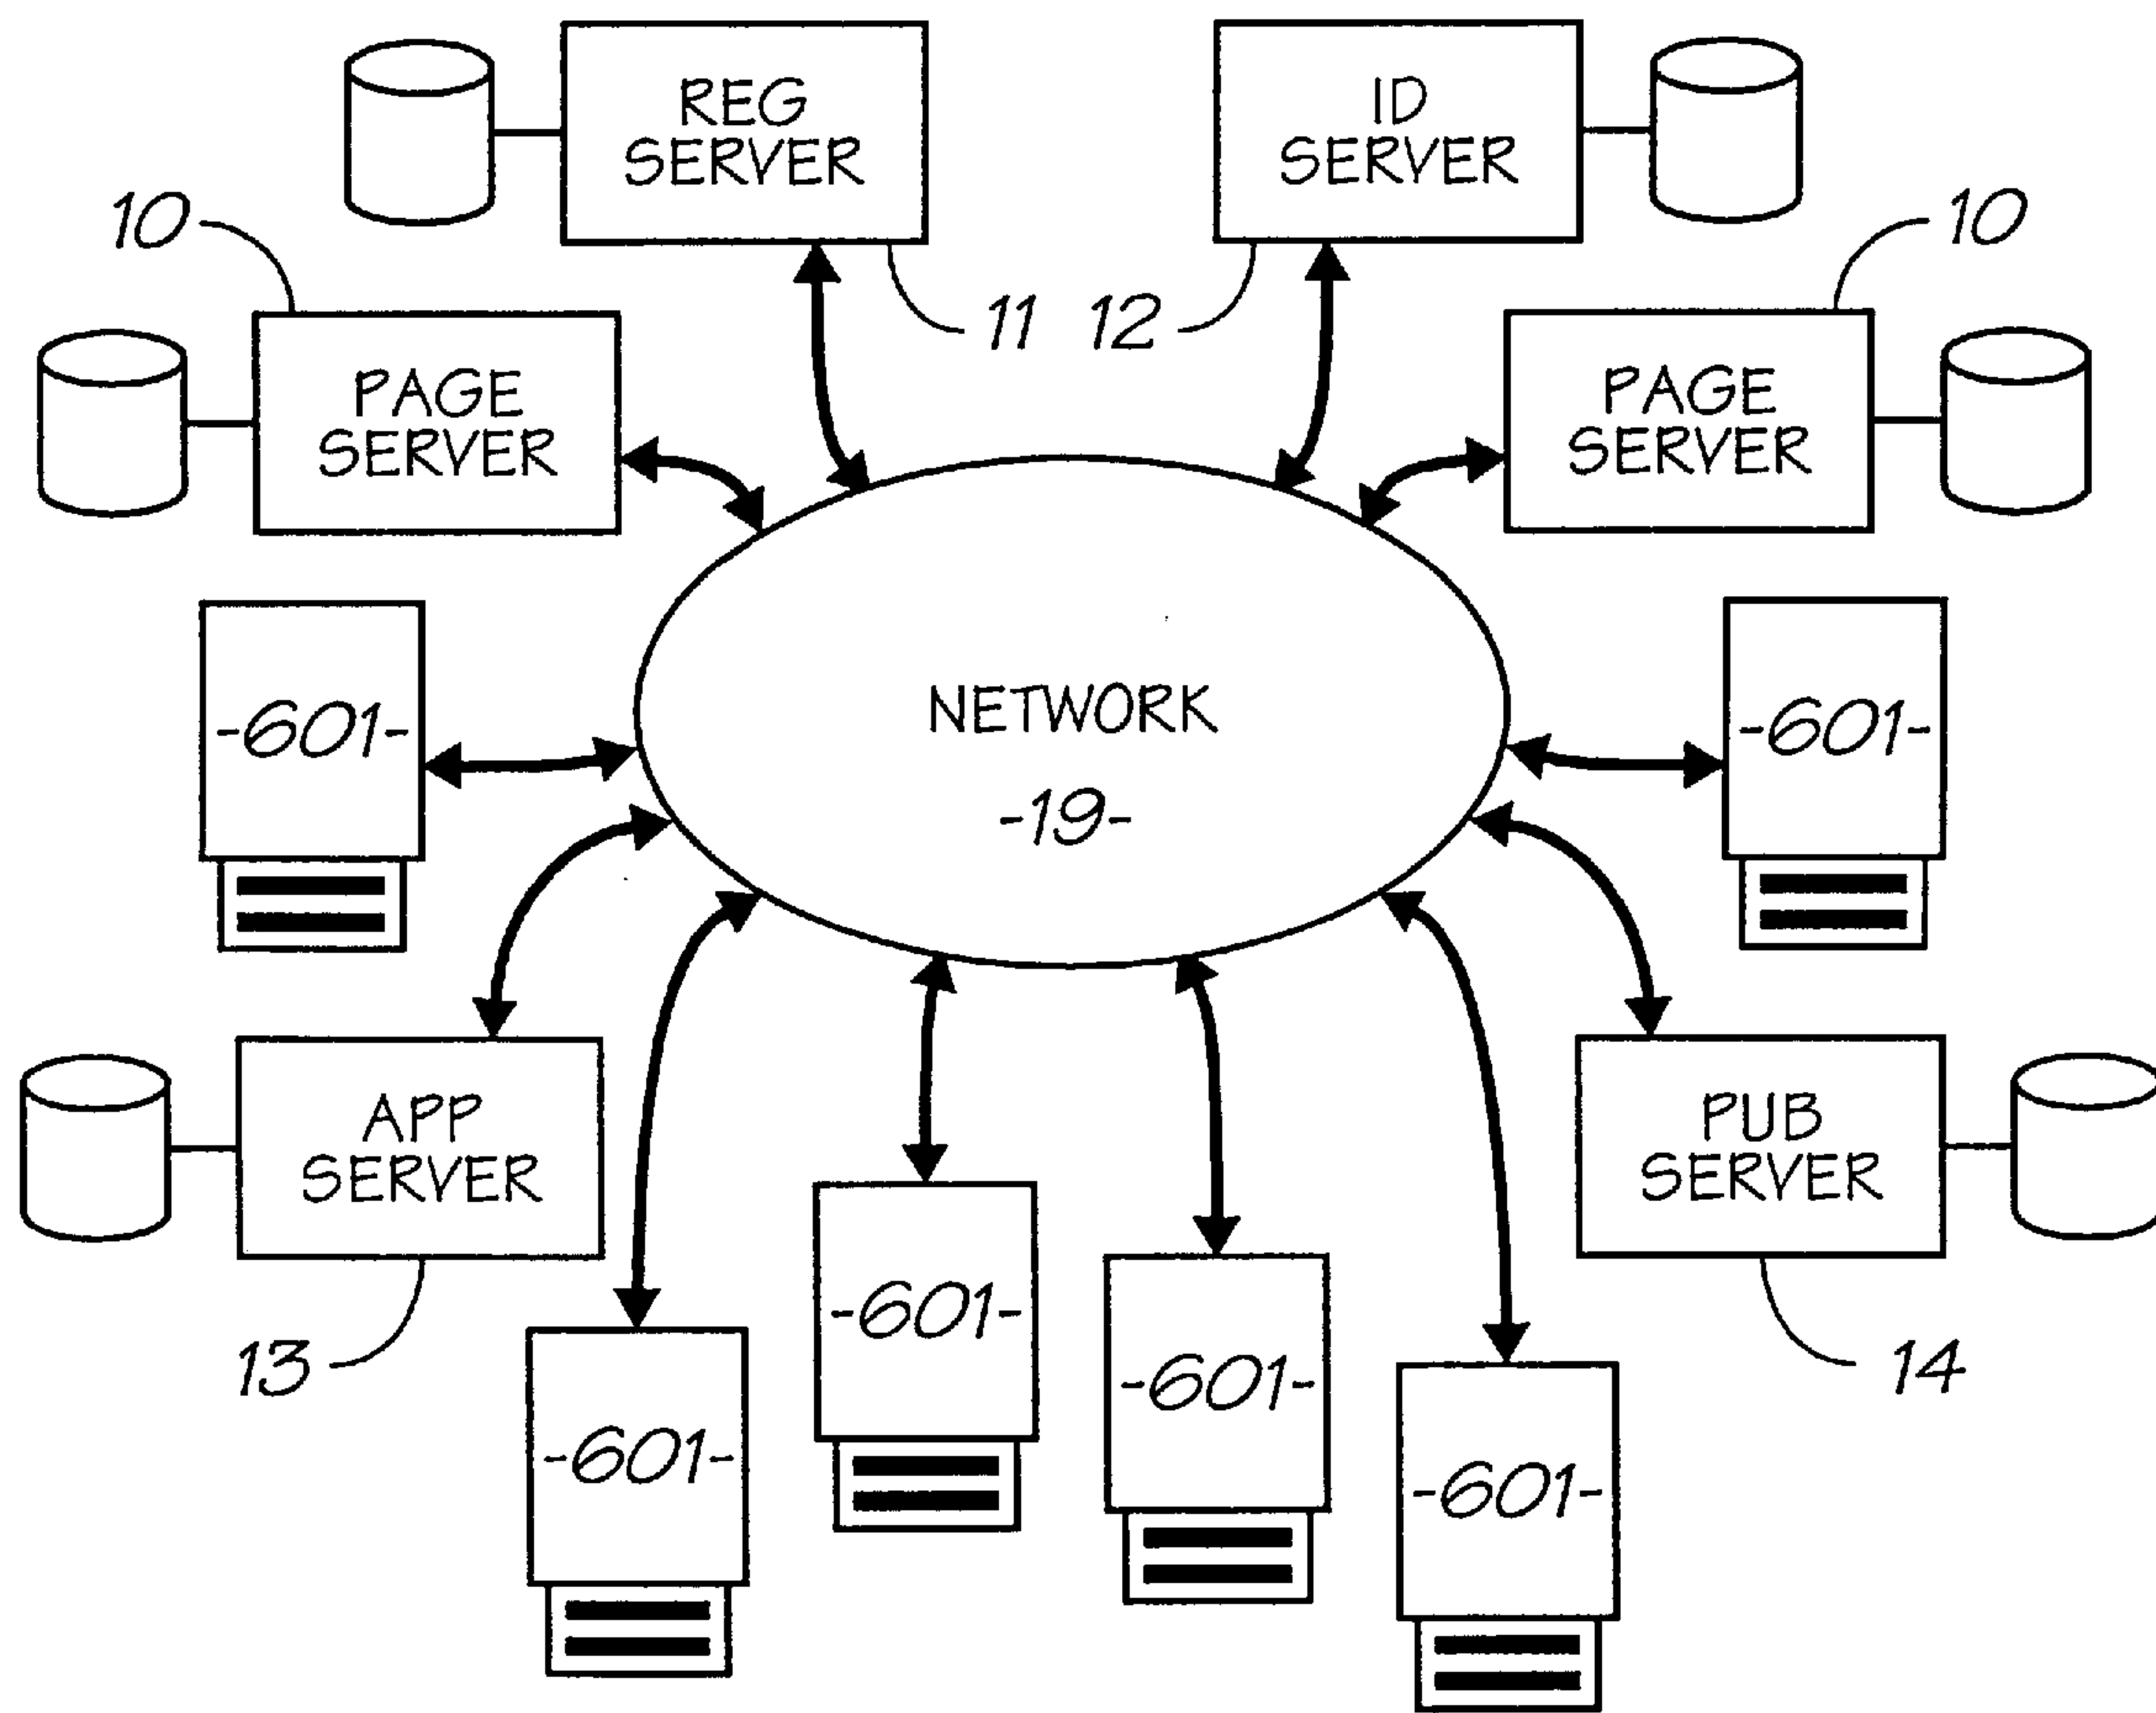 REG
SERVER
ID
SERVER
10
10
11
12
PAGE
SERVER
PAGE
SERVER
-601-
NETWORK
-19-
-601-
APP
SERVER
PUB
SERVER
13
-601-
-601-
-601-
-601-
14